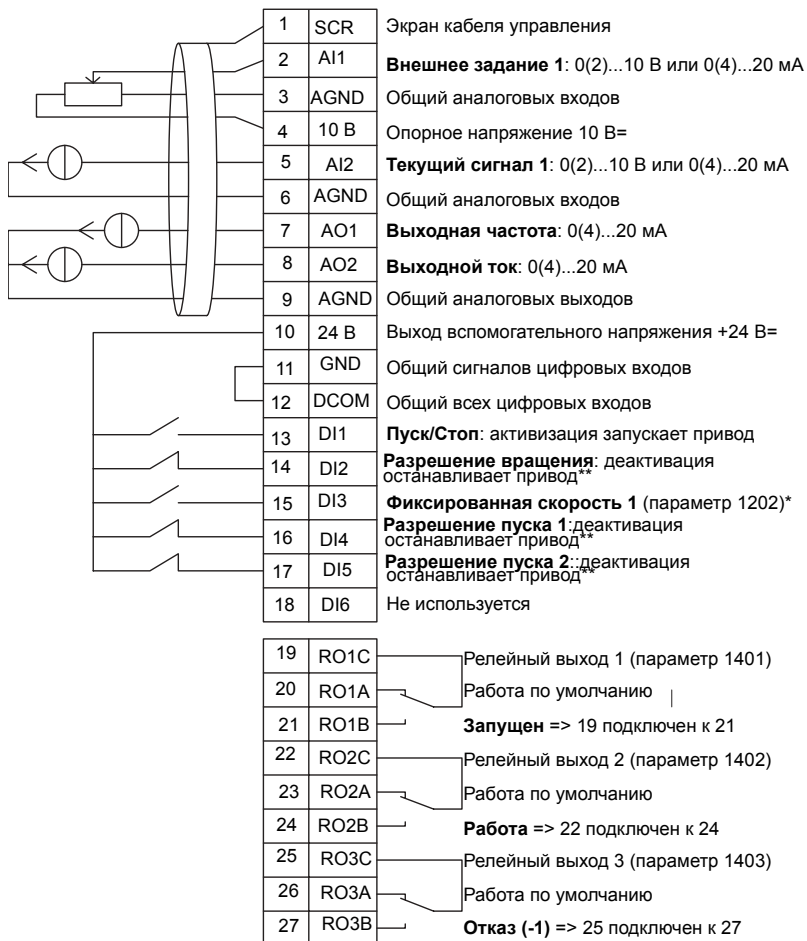 1 SCR Экран кабеля управления
2 AI1 Внешнее задание 1: 0(2)...10 В или 0(4)...20 мА
3 AGND Общий аналоговых входов
4 10 В Опорное напряжение 10 В=
5 AI2 Текущий сигнал 1: 0(2)...10 В или 0(4)...20 мА
6 AGND Общий аналоговых входов
7 AO1 Выходная частота: 0(4)...20 мА
8 AO2 Выходной ток: 0(4)...20 мА
9 AGND Общий аналоговых выходов
10 24 В Выход вспомогательного напряжения +24 В=
11 GND Общий сигналов цифровых входов
12 DCOM Общий всех цифровых входов
13 DI1 Пуск/Стоп: активизация запускает привод
14 DI2 Разрешение вращения: деактивация
останавливает привод**
15 DI3 Фиксированная скорость 1 (параметр 1202)*
16 DI4 Разрешение пуска 1:деактивация
останавливает привод**
17 DI5 Разрешение пуска 2::деактивация
останавливает привод**
18 DI6 Не используется
19 RO1C Релейный выход 1 (параметр 1401)
20 RO1A Работа по умолчанию
21 RO1B Запущен => 19 подключен к 21
22 RO2C Релейный выход 2 (параметр 1402)
23 RO2A Работа по умолчанию
24 RO2B Работа => 22 подключен к 24
25 RO3C Релейный выход 3 (параметр 1403)
26 RO3A Работа по умолчанию
27 RO3B Отказ (-1) => 25 подключен к 27